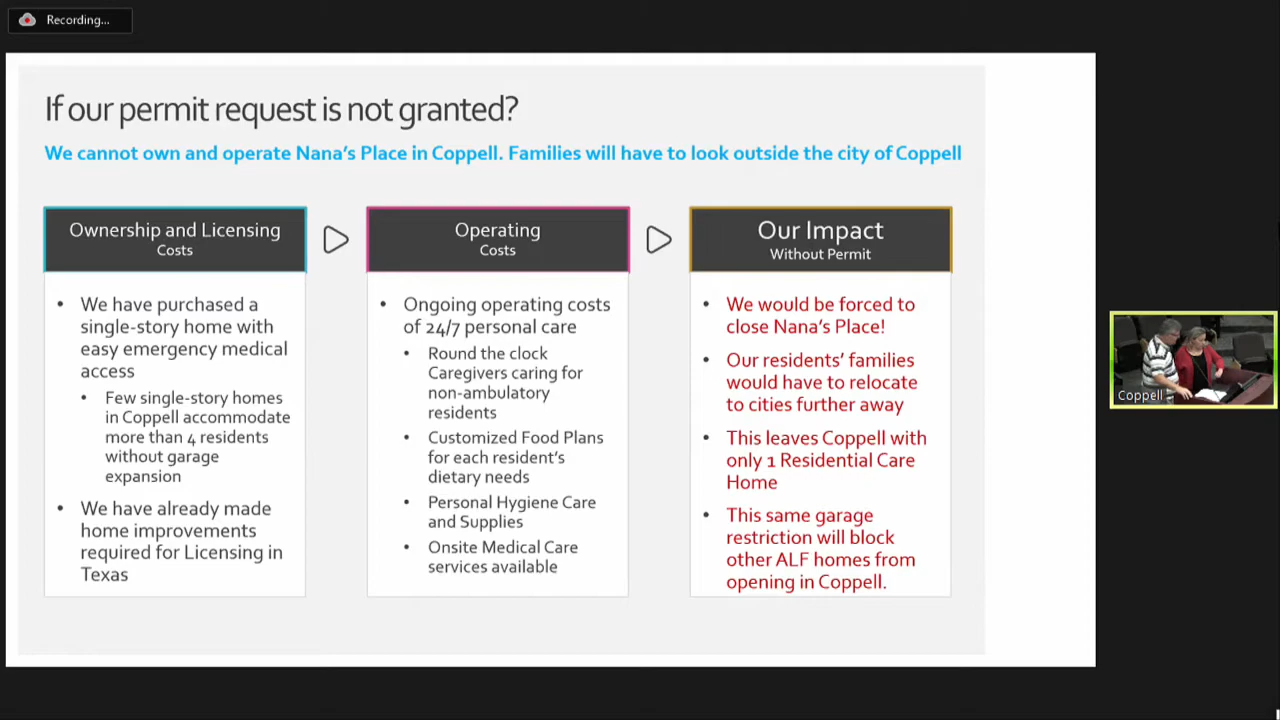 Recording...
If our permit request is not granted?
We cannot own and operate Nana's Place in Coppell. Families will have to look outside the city of Coppell
Ownership and Licensing
Costs
• We have purchased a
single-story home with
easy emergency medical
access
• Few single-story homes
in Coppell accommodate
more than 4 residents
without garage
expansion
• We have already made
home improvements
required for Licensing in
Texas
Operating
Costs
• Ongoing operating costs
of 24/7 personal care
• Round the clock
Caregivers caring for
non-ambulatory
residents
• Customized Food Plans
for each resident's
dietary needs
• Personal Hygiene Care
and Supplies
• Onsite Medical Care
services available
Our Impact
Without Permit
• We would be forced to
close Nana's Place!
• Our residents' families
would have to relocate
to cities further away
• This leaves Coppell with
only 1 Residential Care
Home
• This same garage
restriction will block
other ALF homes from
opening in Coppell.
Coppell